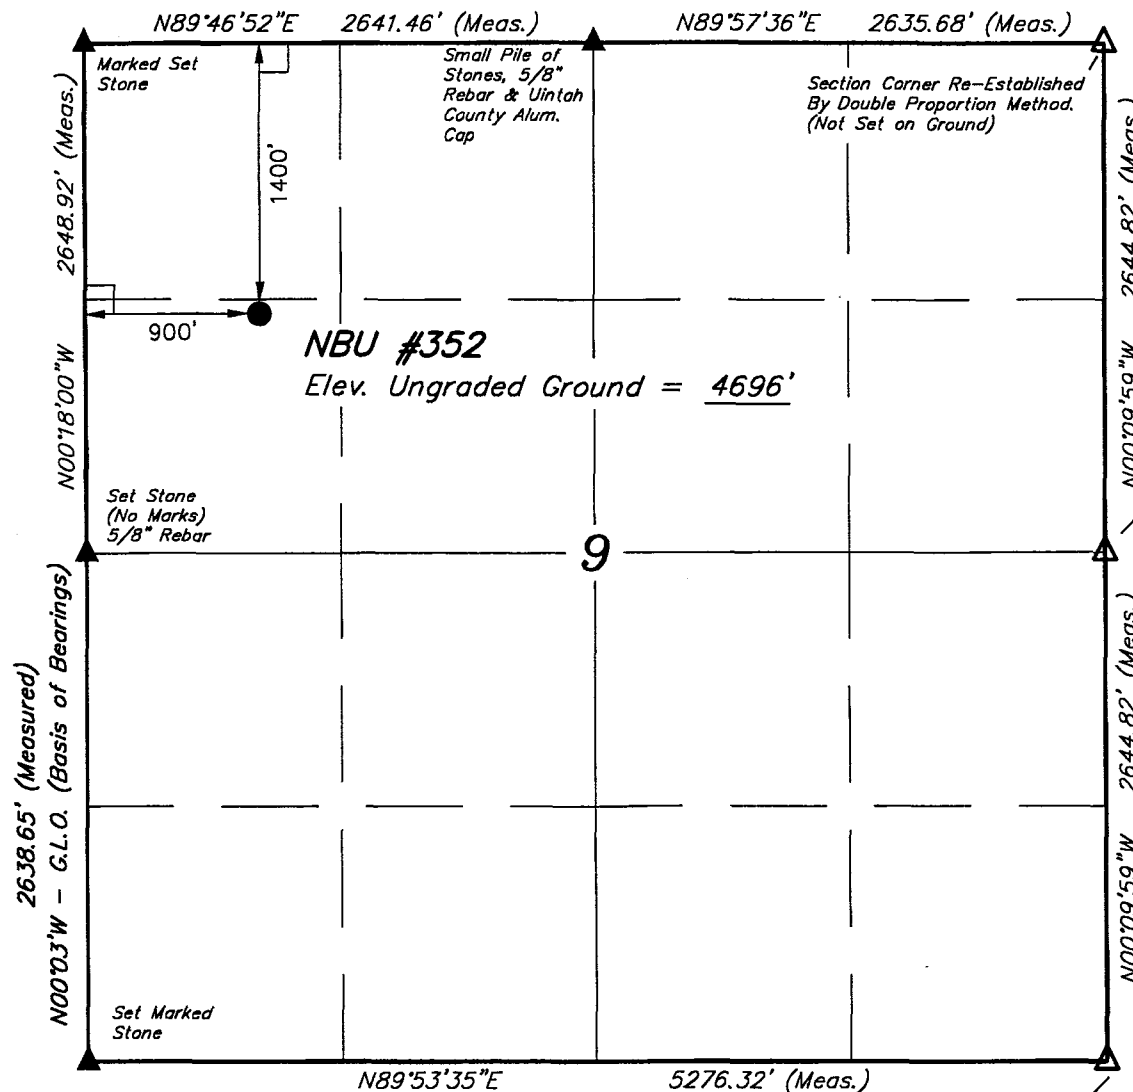 N89°46'52"E 2641.46' (Meas.)
N89°57'36"E 2635.68' (Meas.)
Marked Set
Stone
Small Pile of
Stones, 5/8"
Rebar & Uintah
County Alum.
Cap
Section Corner Re-Established
By Double Proportion Method.
(Not Set on Ground)
N00°18'00"W 2648.92' (Meas.)
1400'
N00°09'59"W 2644.82' (Meas.)
900'
NBU #352
Elev. Ungraded Ground = 4696'
Set Stone
(No Marks)
5/8" Rebar
9
2638.65' (Measured)
N00°03'W - G.L.O. (Basis of Bearings)
N00°09'59"W 2644.82' (Meas.)
Set Marked
Stone
N89°53'35"E 5276.32' (Meas.)